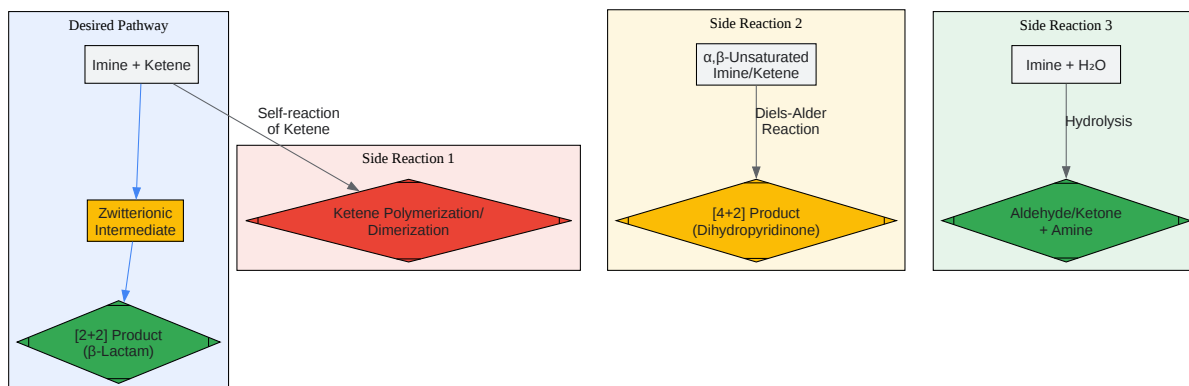 Desired Pathway
Imine + Ketene
Zwitterionic
Intermediate
[2+2] Product
(β-Lactam)
Self-reaction
of Ketene
Side Reaction 1
Ketene Polymerization/
Dimerization
Side Reaction 2
α,β-Unsaturated
Imine/Ketene
Diels-Alder
Reaction
[4+2] Product
(Dihydropyridinone)
Side Reaction 3
Imine + H₂O
Hydrolysis
Aldehyde/Ketone
+ Amine